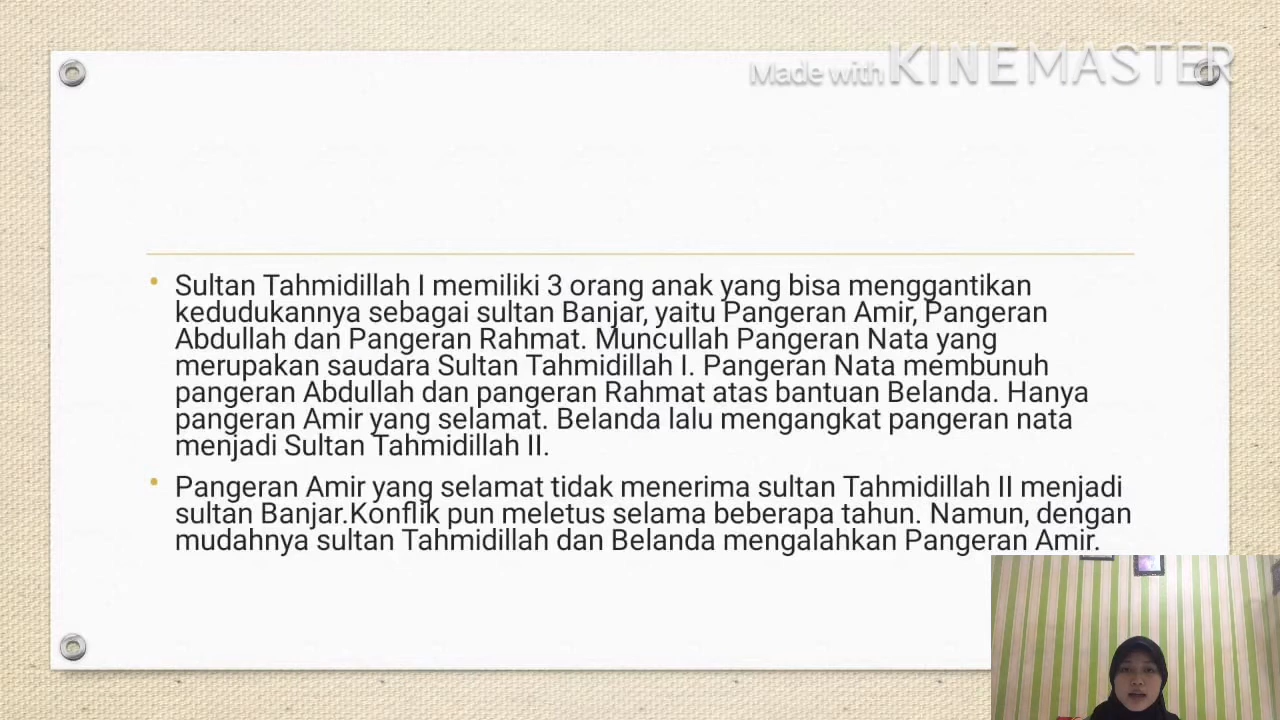 Made with KINEMASTER
• Sultan Tahmidillah I memiliki 3 orang anak yang bisa menggantikan
kedudukannya sebagai sultan Banjar, yaitu Pangeran Amir, Pangeran
Abdullah dan Pangeran Rahmat. Muncullah Pangeran Nata yang
merupakan saudara Sultan Tahmidillah I. Pangeran Nata membunuh
pangeran Abdullah dan pangeran Rahmat atas bantuan Belanda. Hanya
pangeran Amir yang selamat. Belanda lalu mengangkat pangeran nata
menjadi Sultan Tahmidillah II.
• Pangeran Amir yang selamat tidak menerima sultan Tahmidillah II menjadi
sultan Banjar.Konflik pun meletus selama beberapa tahun. Namun, dengan
mudahnya sultan Tahmidillah dan Belanda mengalahkan Pangeran Amir.